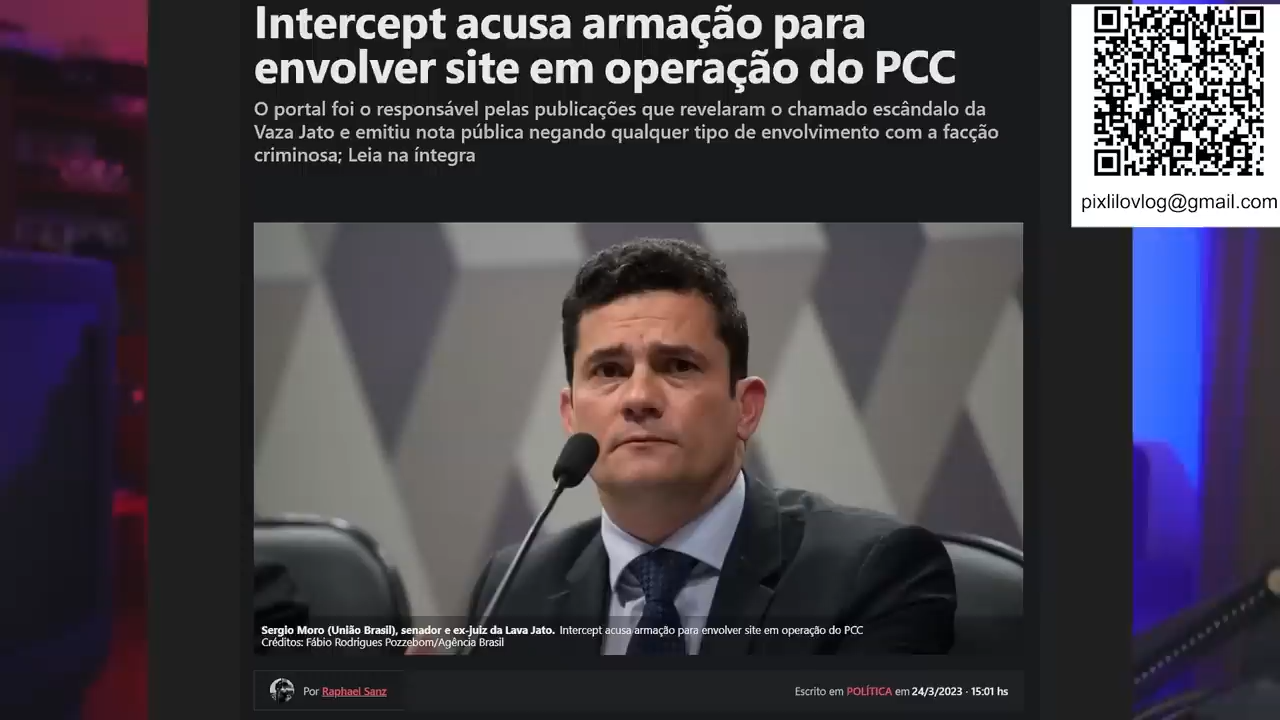 Intercept acusa armação para
envolver site em operação do PCC
O portal foi o responsável pelas publicações que revelaram o chamado escândalo da
Vaza Jato e emitiu nota pública negando qualquer tipo de envolvimento com a facção
criminosa; Leia na íntegra
pixlilovlog@gmail.com
Sergio Moro (União Brasil), senador e ex-juiz da Lava Jato. Intercept acusa armação para envolver site em operação do PCC
Créditos: Fábio Rodrigues Pozzebom/Agência Brasil
Por Raphael Sanz
Escrito em POLÍTICA em 24/3/2023 · 15:01 hs